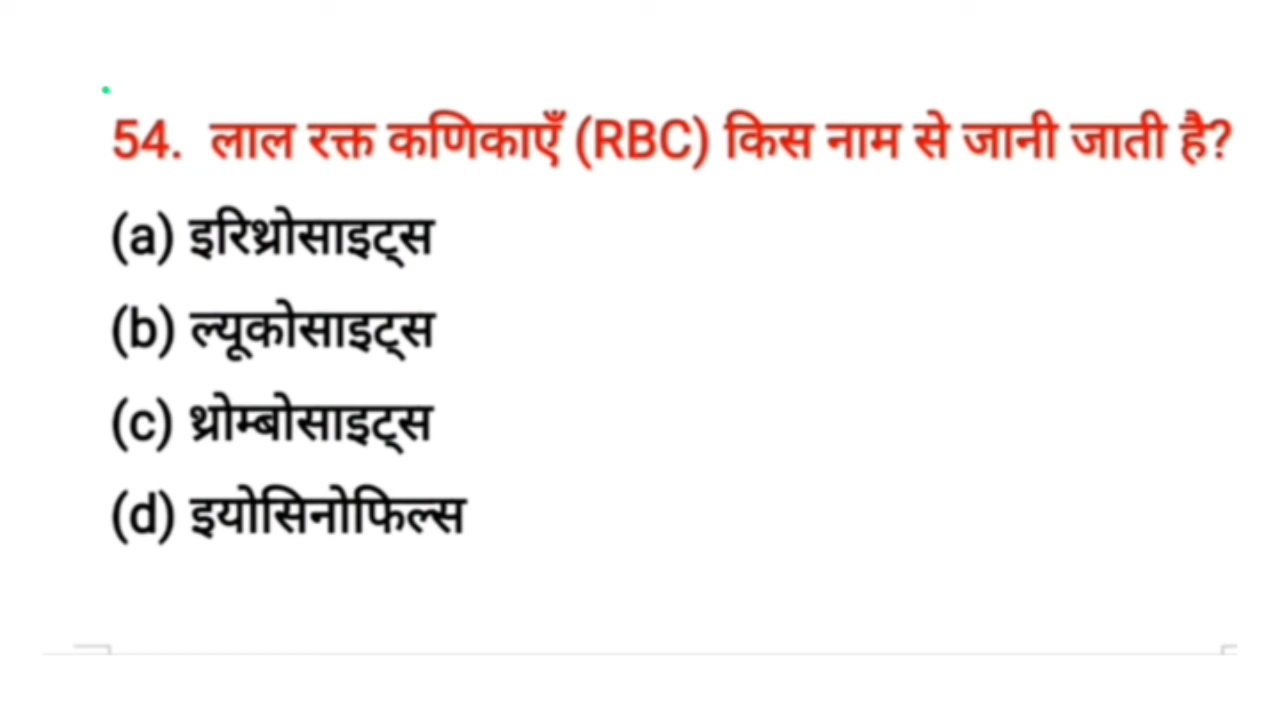 54. लाल रक्त कणिकाएँ (RBC) किस नाम से जानी जाती है?
(a) इरिथ्रोसाइट्स
(b) ल्यूकोसाइट्स
(c) थ्रोम्बोसाइट्स
(d) इयोसिनोफिल्स